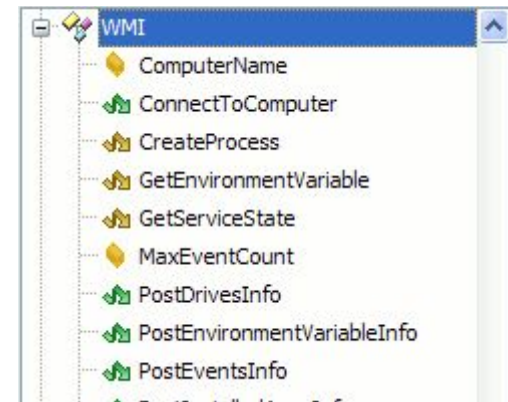 WMI
ComputerName
ConnectToComputer
CreateProcess
GetEnvironmentVariable
GetServiceState
MaxEventCount
PostDrivesInfo
PostEnvironmentVariableInfo
PostEventsInfo